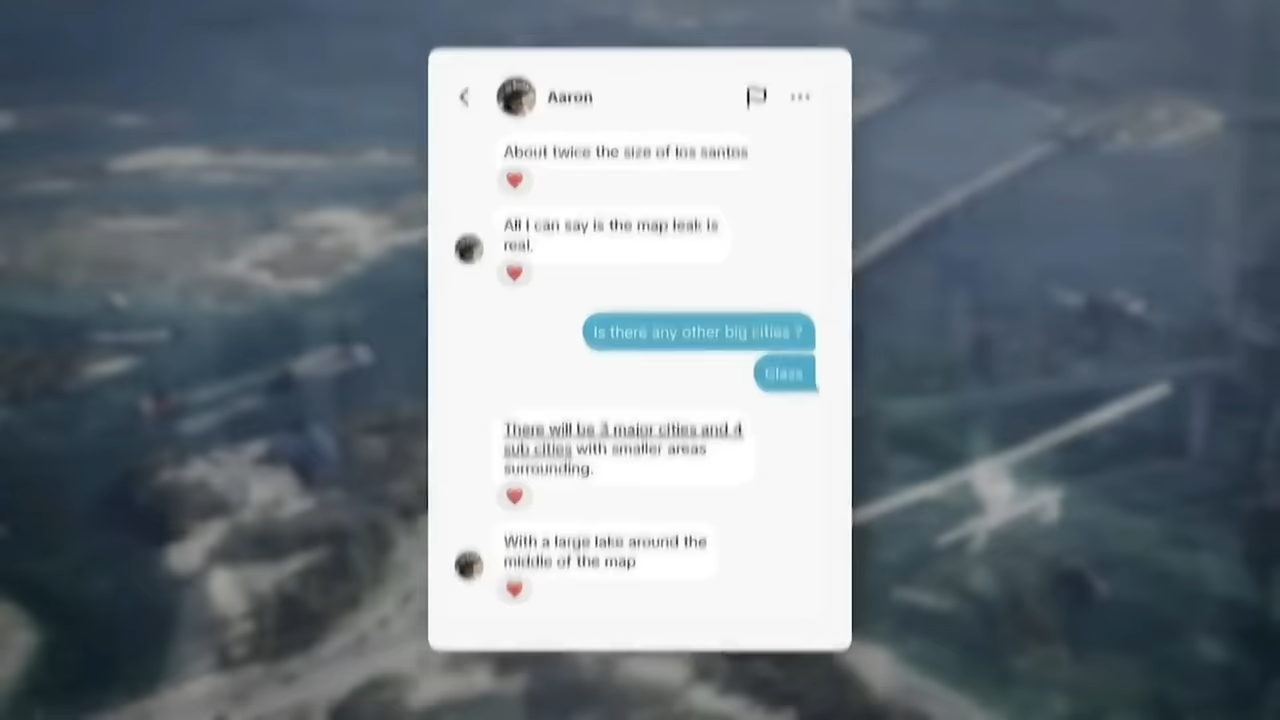 Aaron
About twice the size of los santos
All I can say is the map leak is
real.
Is there any other big cities ?
Class
There will be 3 major cities and 4
sub cities with smaller areas
surrounding.
With a large lake around the
middle of the map